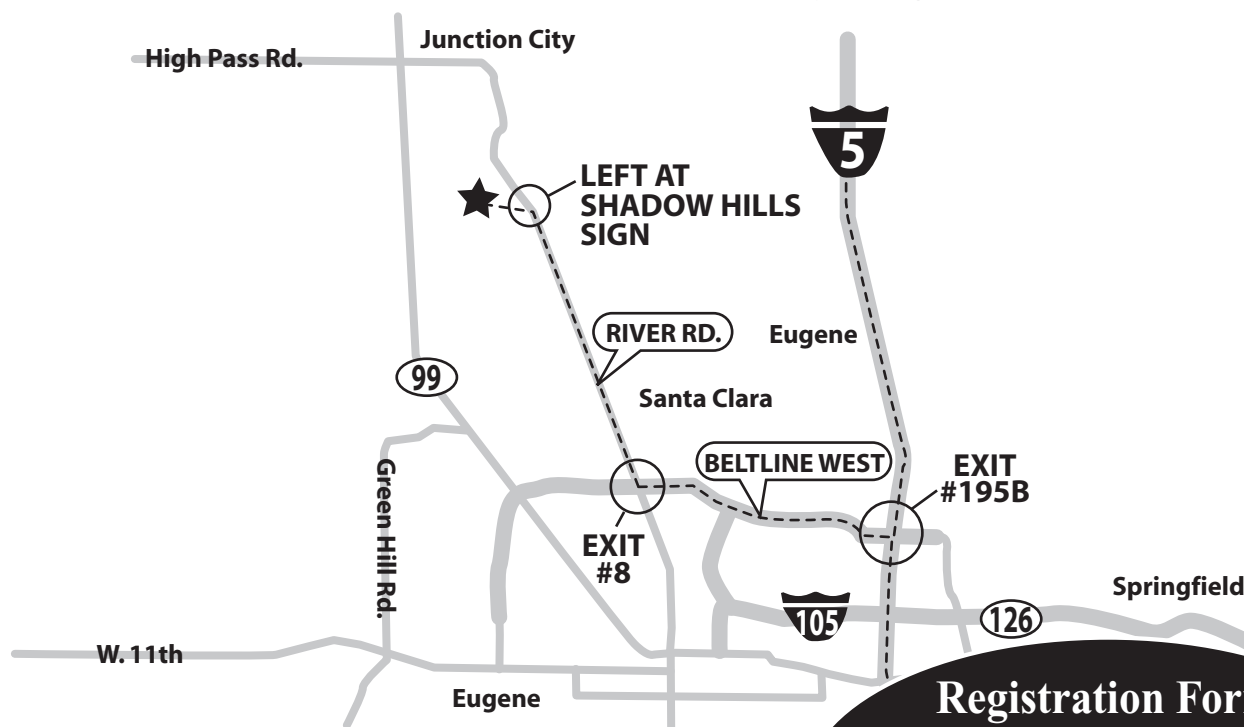 Junction City
High Pass Rd.
5
LEFT AT
SHADOW HILLS
SIGN
RIVER RD.
Eugene
99
Santa Clara
BELTLINE WEST
EXIT
#195B
Green Hill Rd.
EXIT
#8
Springfield
105
126
W. 11th
Eugene
Registration For